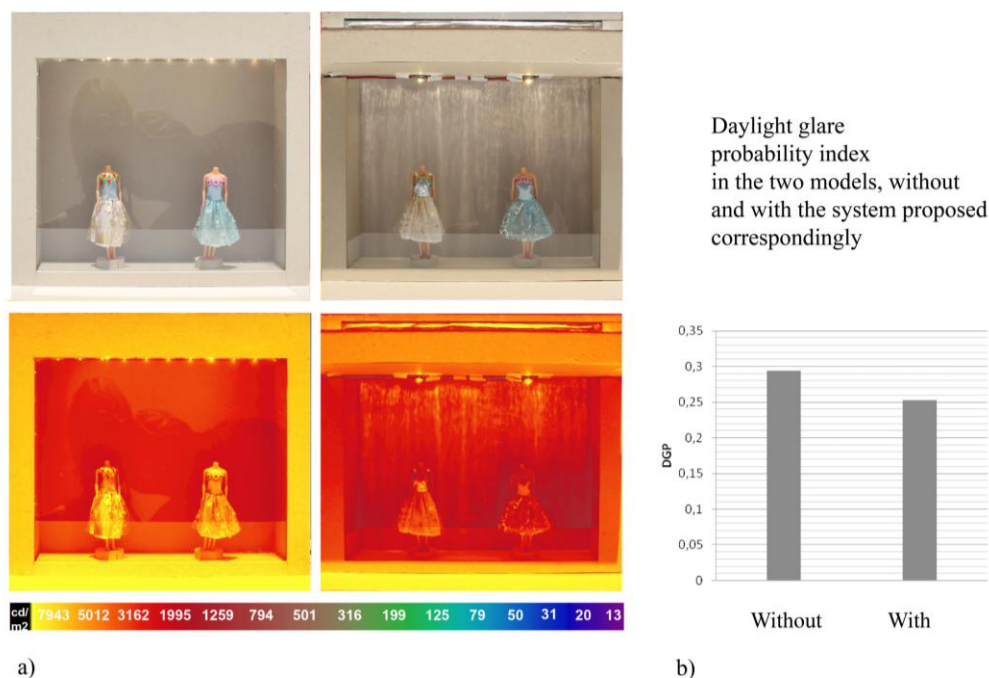 Daylight glare
probability index
in the two models, without
and with the system proposed
correspondingly
0,35
0,3
0,25
0,2
0,15
0,1
0,05
0
DGP
Without With
cd/
m2
7943 5012 3162 1995 1259 794 501 316 199 125 79 50 31 20 13
a)
b)